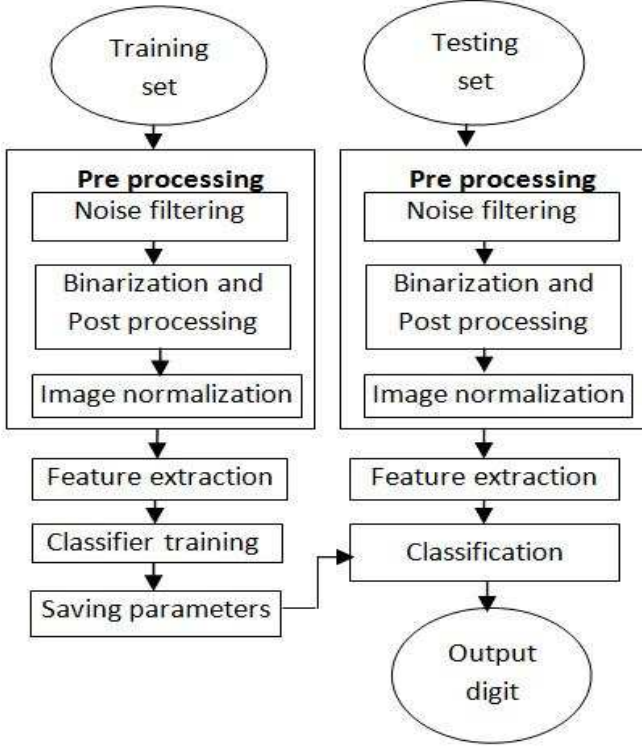 Training
set
Pre processing
Noise filtering
Binarization and
Post processing
Image normalization
Feature extraction
Classifier training
Saving parameters
Testing
set
Pre processing
Noise filtering
Binarization and
Post processing
Image normalization
Feature extraction
Classification
Output
digit